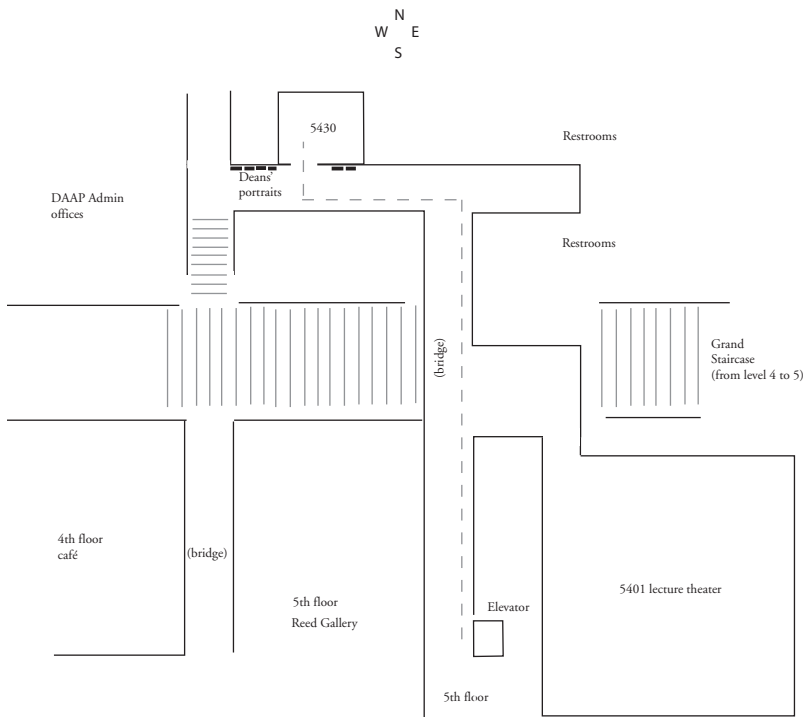 N
W E
S
5430
Restrooms
Deans'
portraits
DAAP Admin
offices
Restrooms
(bridge)
Grand
Staircase
(from level 4 to 5)
4th floor
café
(bridge)
5th floor
Reed Gallery
Elevator
5401 lecture theater
5th floor